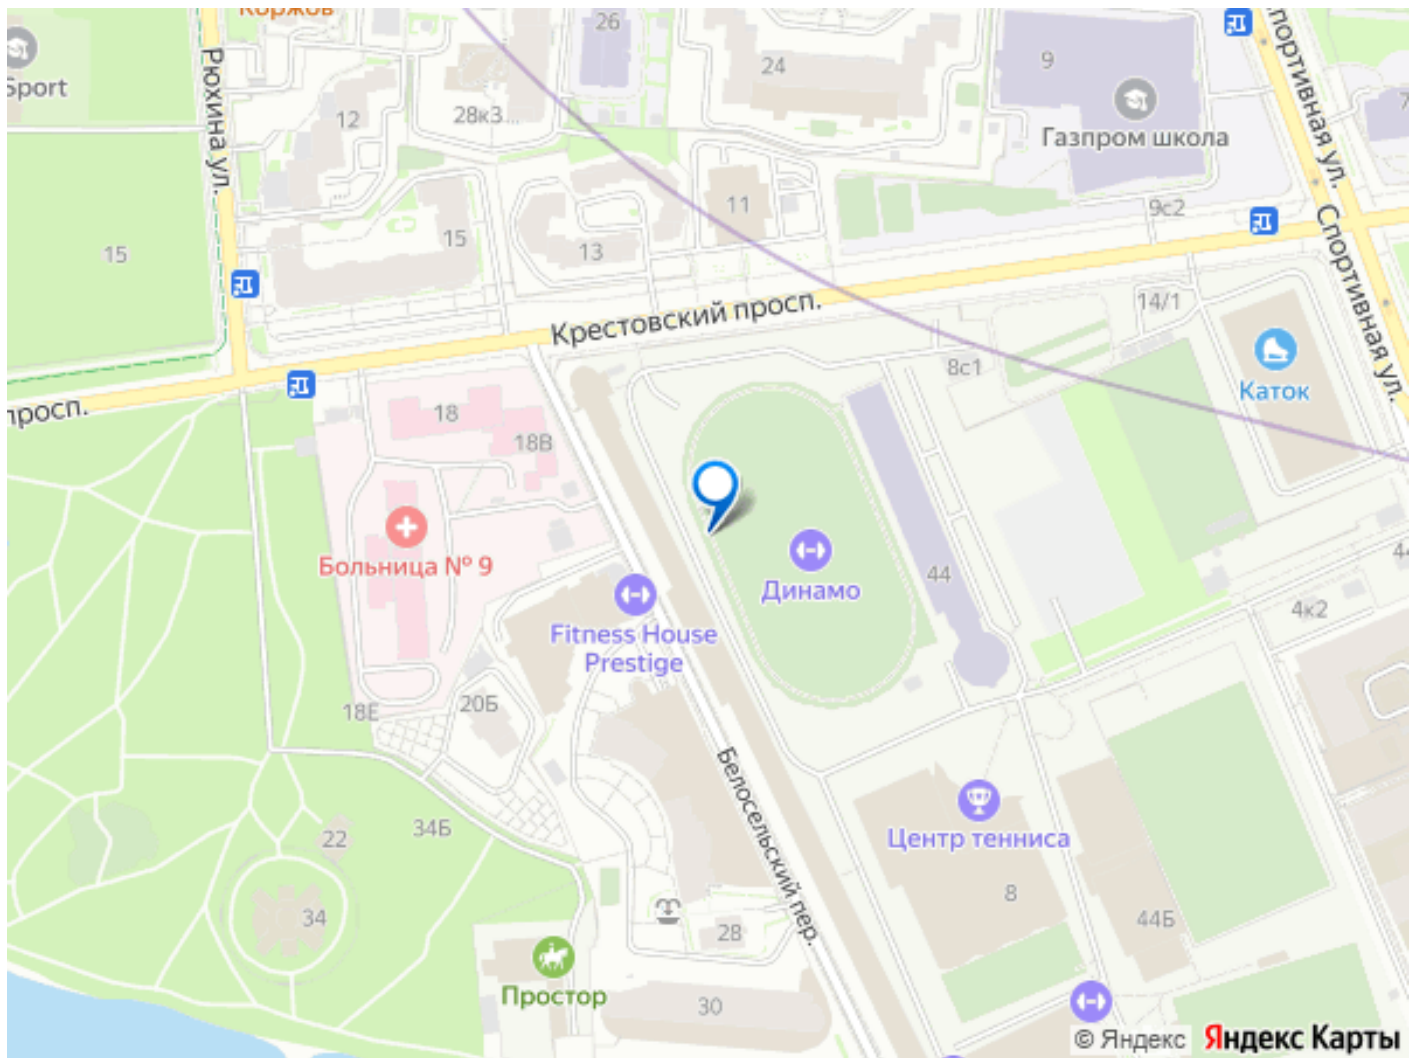 Коржов
26
24
9
Sport
Рюхина ул.
12
28к3...
Газпром школа
Спортивная ул.
Спортивная ул.
11
9с2
15
15
13
Крестовский просп.
14/1
8с1
Каток
просп.
18
18В
Больница № 9
Динамо
44
Fitness House
Prestige
4к2
18Е
20Б
Белосельский пер.
Центр тенниса
34Б
22
34
8
44Б
28
Простор
30
© Яндекс
Яндекс Карты